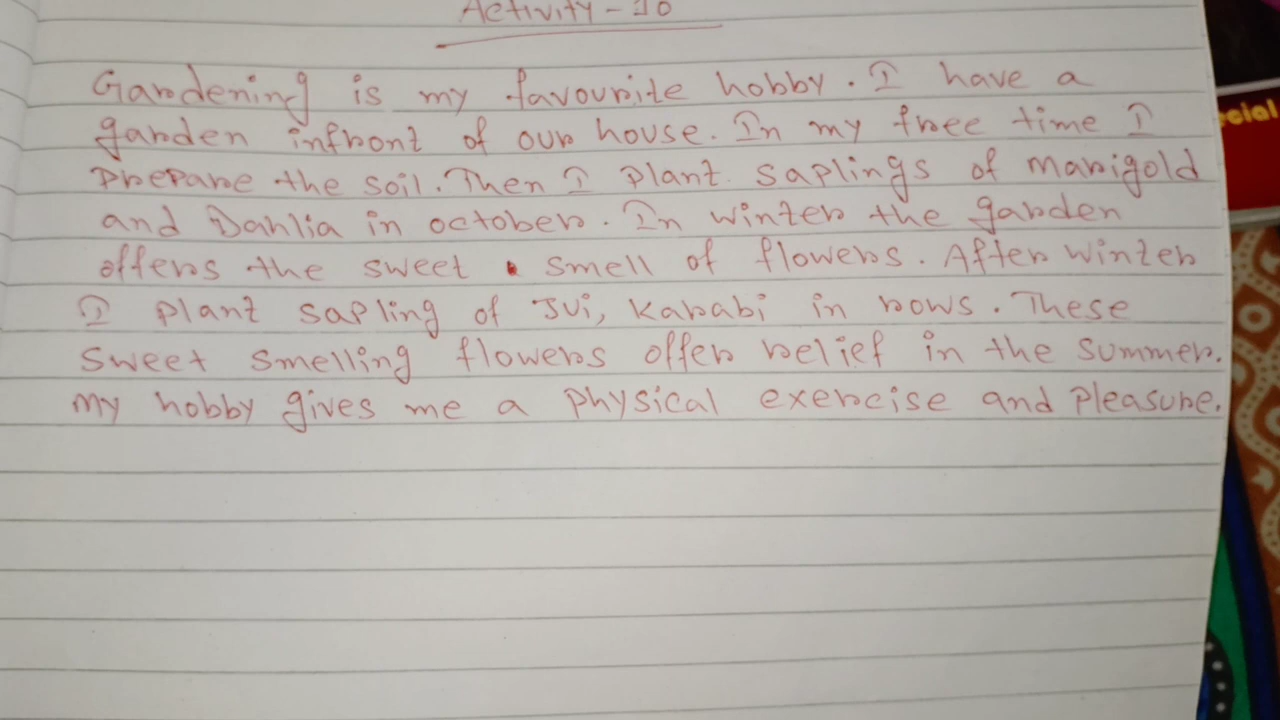 Activity - 10
Gardening is my favourite hobby. I have a
garden infront of our house. In my free time I
Prepare the soil. Then I plant saplings of marigold
and Dahlia in october. In winter the garden
offers the sweet smell of flowers. After winter
I plant sapling of Jui, Karabi in rows. These
sweet smelling flowers offer relief in the summer.
my hobby gives me a physical exercise and pleasure.